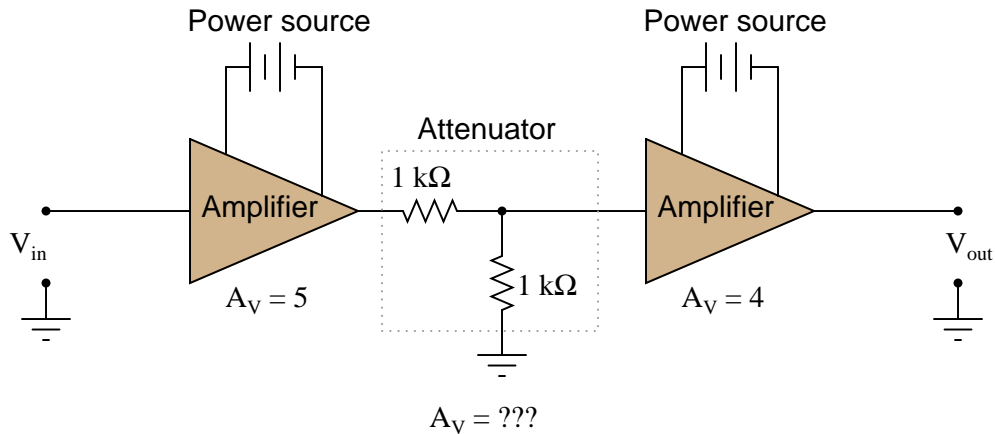 Power source
Power source
Attenuator
1 kΩ
Amplifier
Amplifier
V_in
V_out
1 kΩ
A_V = 5
A_V = 4
A_V = ???